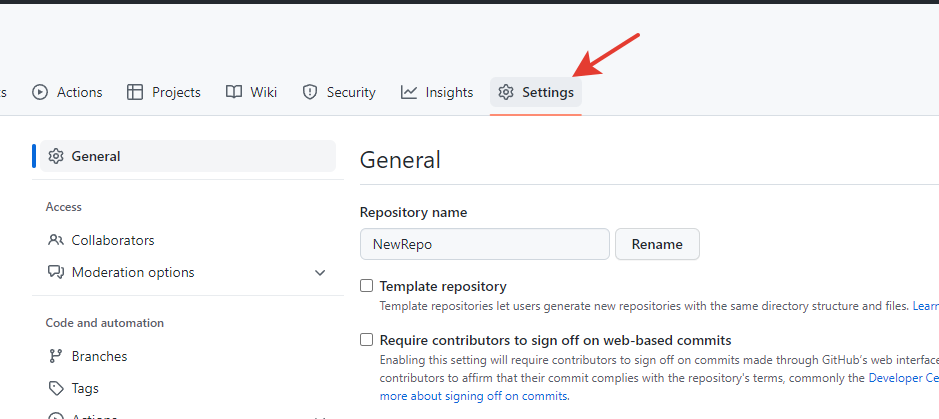 Actions Projects Wiki Security Insights Settings
General
Access
Collaborators
Moderation options
Code and automation
Branches
Tags
Actions
General
Repository name
NewRepo Rename
Template repository
Template repositories let users generate new repositories with the same directory structure and files. Learn
Require contributors to sign off on web-based commits
Enabling this setting will require contributors to sign off on commits made through GitHub's web interface
contributors to affirm that their commit complies with the repository's terms, commonly the Developer Ce
more about signing off on commits.